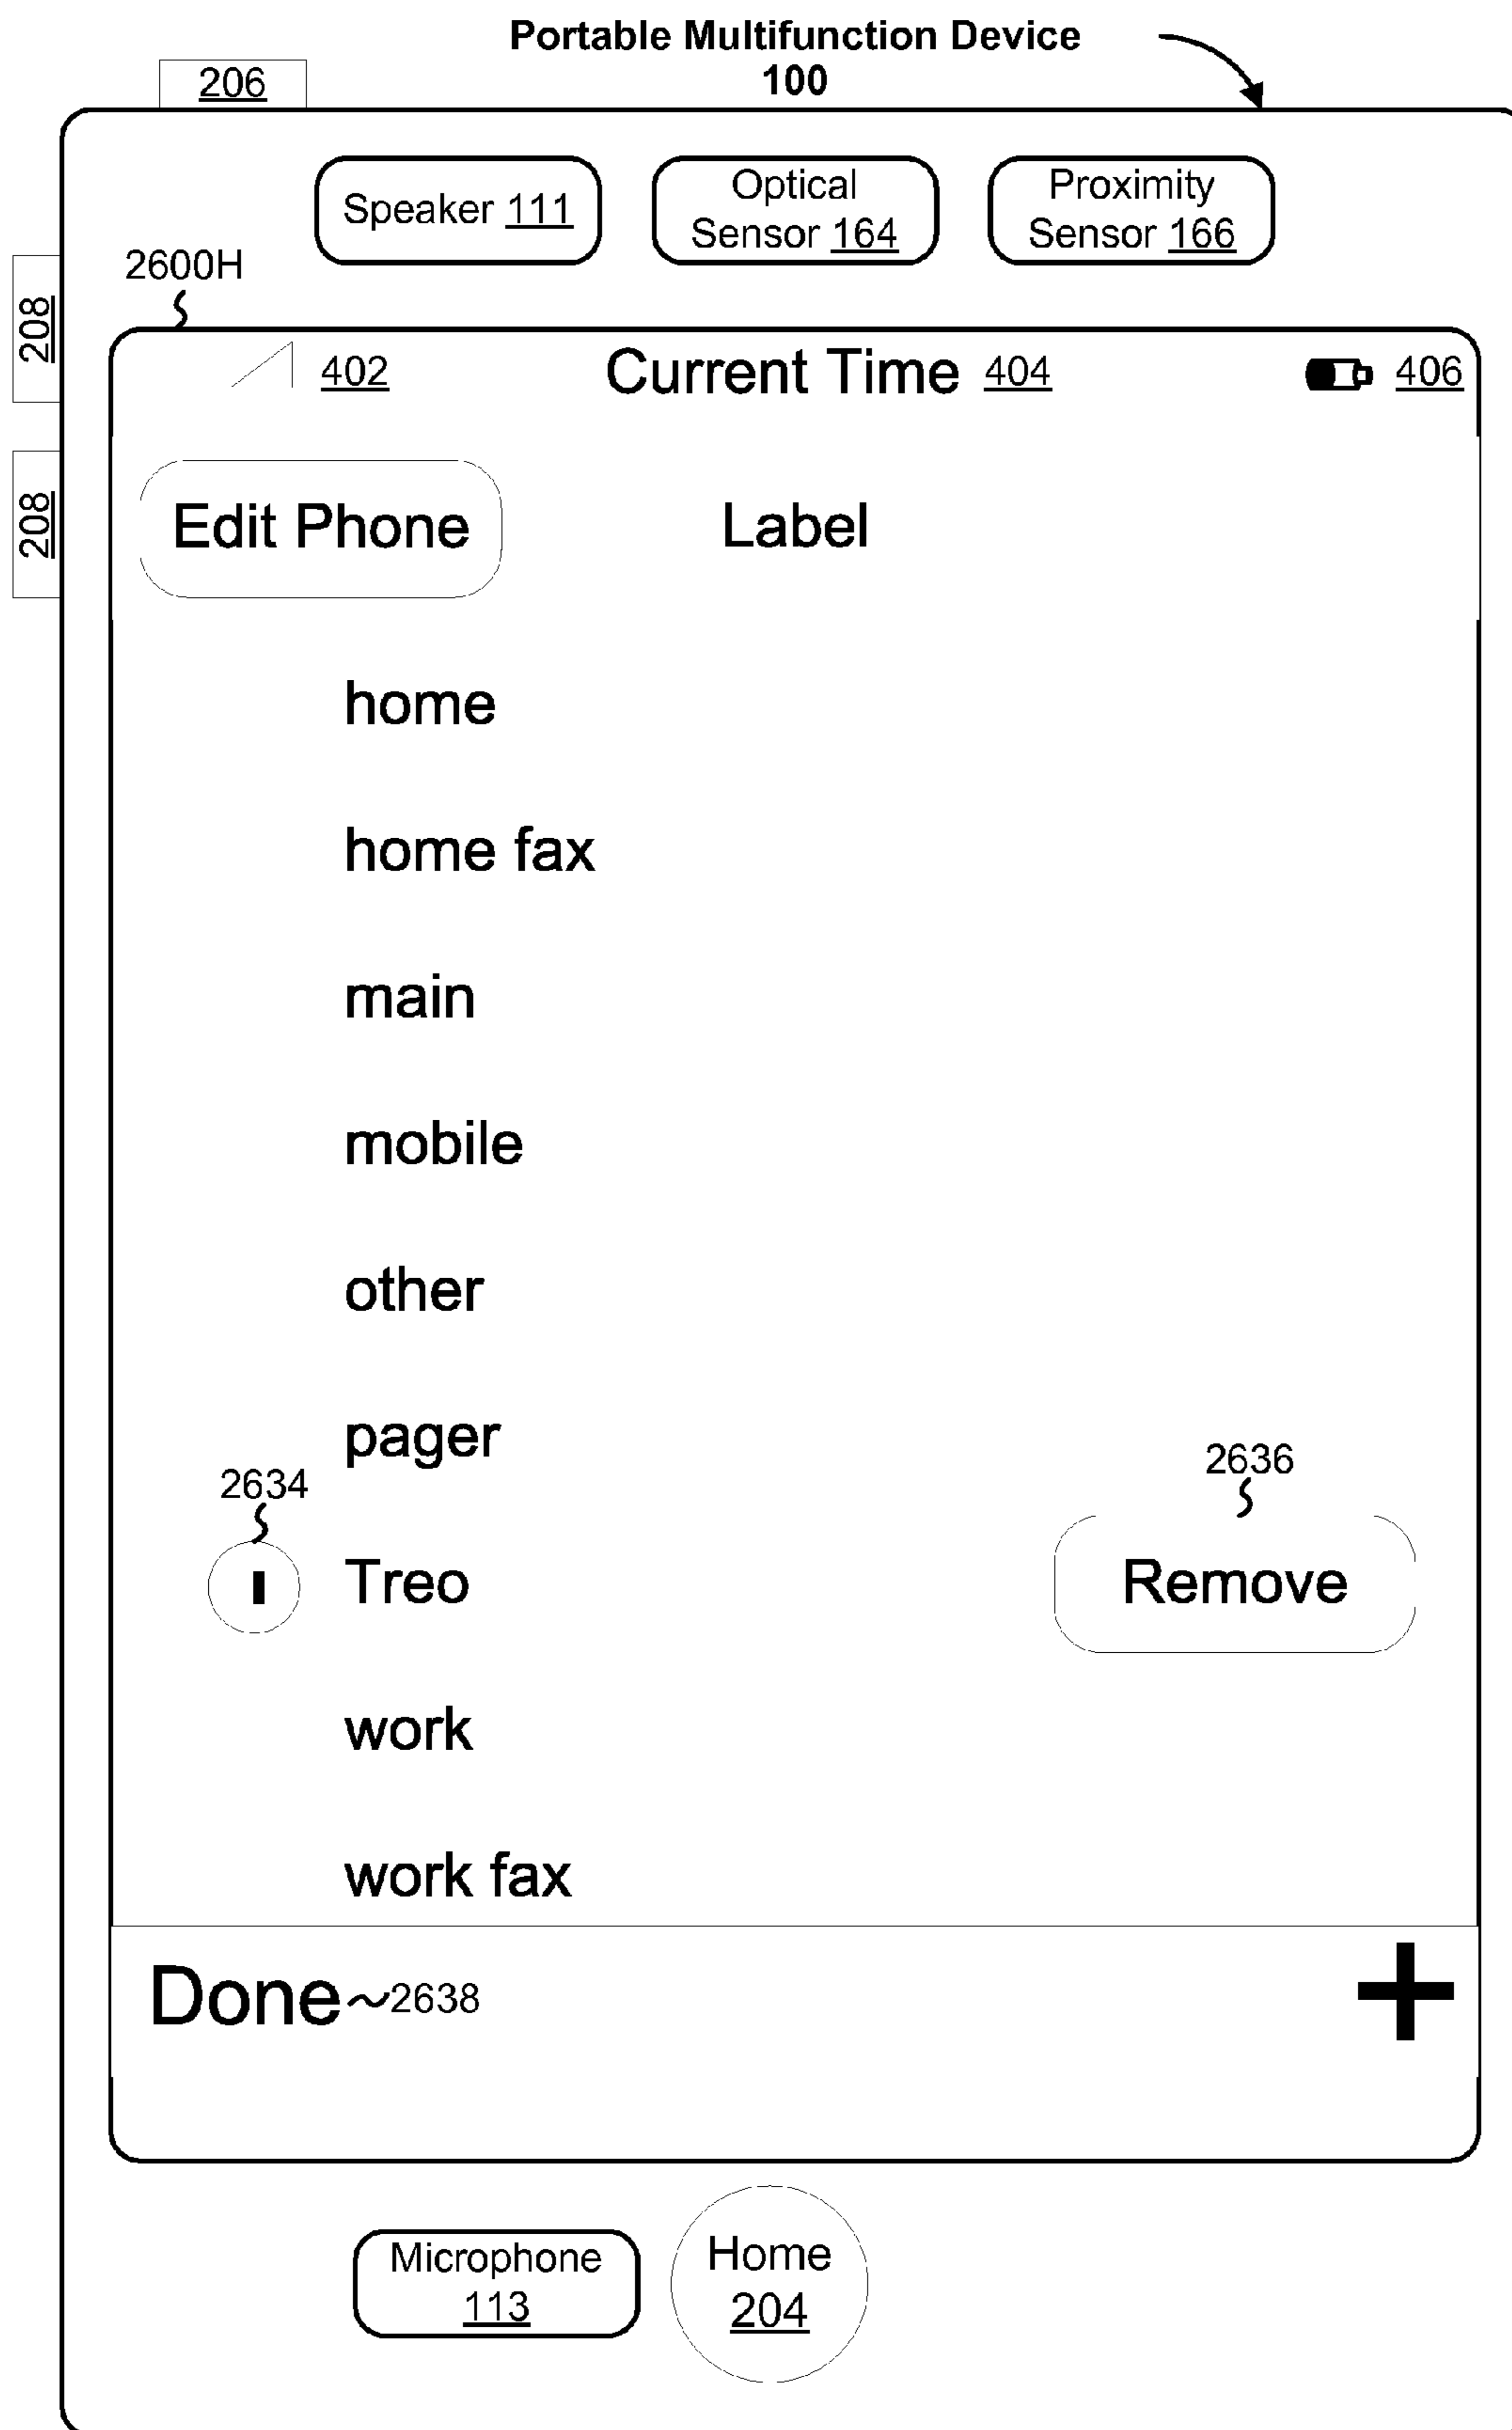 Portable Multifunction Device
100
206
Speaker 111
Optical
Sensor 164
Proximity
Sensor 166
2600H
208
402
Current Time 404
406
208
Edit Phone
Label
home
home fax
main
mobile
other
pager
2634
2636
Treo
Remove
work
work fax
Done
2638
Microphone
113
Home
204